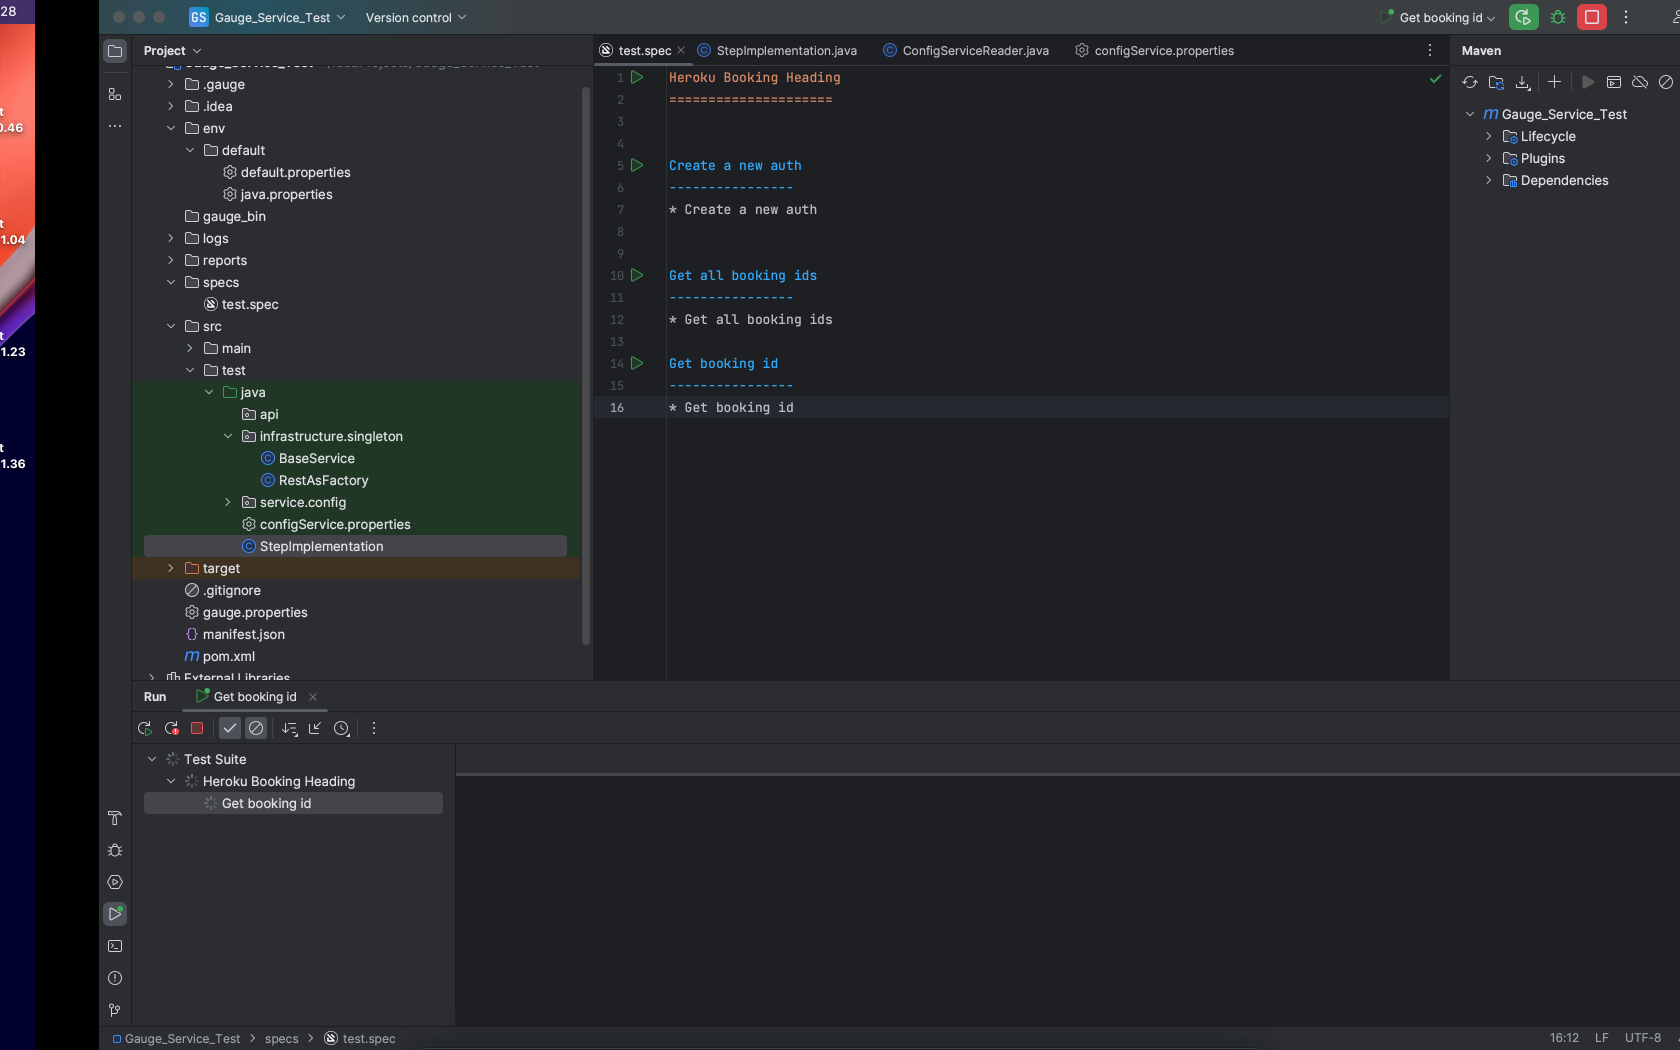 28
GS Gauge_Service_Test Version control Get booking id
Project test.spec StepImplementation.java ConfigServiceReader.java configService.properties Maven
.gauge
.idea
env
default
default.properties
java.properties
gauge_bin
logs
reports
specs
test.spec
src
main
test
java
api
infrastructure.singleton
BaseService
RestAsFactory
service.config
configService.properties
StepImplementation
target
.gitignore
gauge.properties
manifest.json
pom.xml
External Libraries
1 Heroku Booking Heading
2 =====================
3
4
5 Create a new auth
6 ----------------
7 * Create a new auth
8
9
10 Get all booking ids
11 ----------------
12 * Get all booking ids
13
14 Get booking id
15 ----------------
16 * Get booking id
Gauge_Service_Test
Lifecycle
Plugins
Dependencies
t
0.46
t
1.04
t
1.23
t
1.36
Run Get booking id
Test Suite
Heroku Booking Heading
Get booking id
Gauge_Service_Test specs test.spec 16:12 LF UTF-8